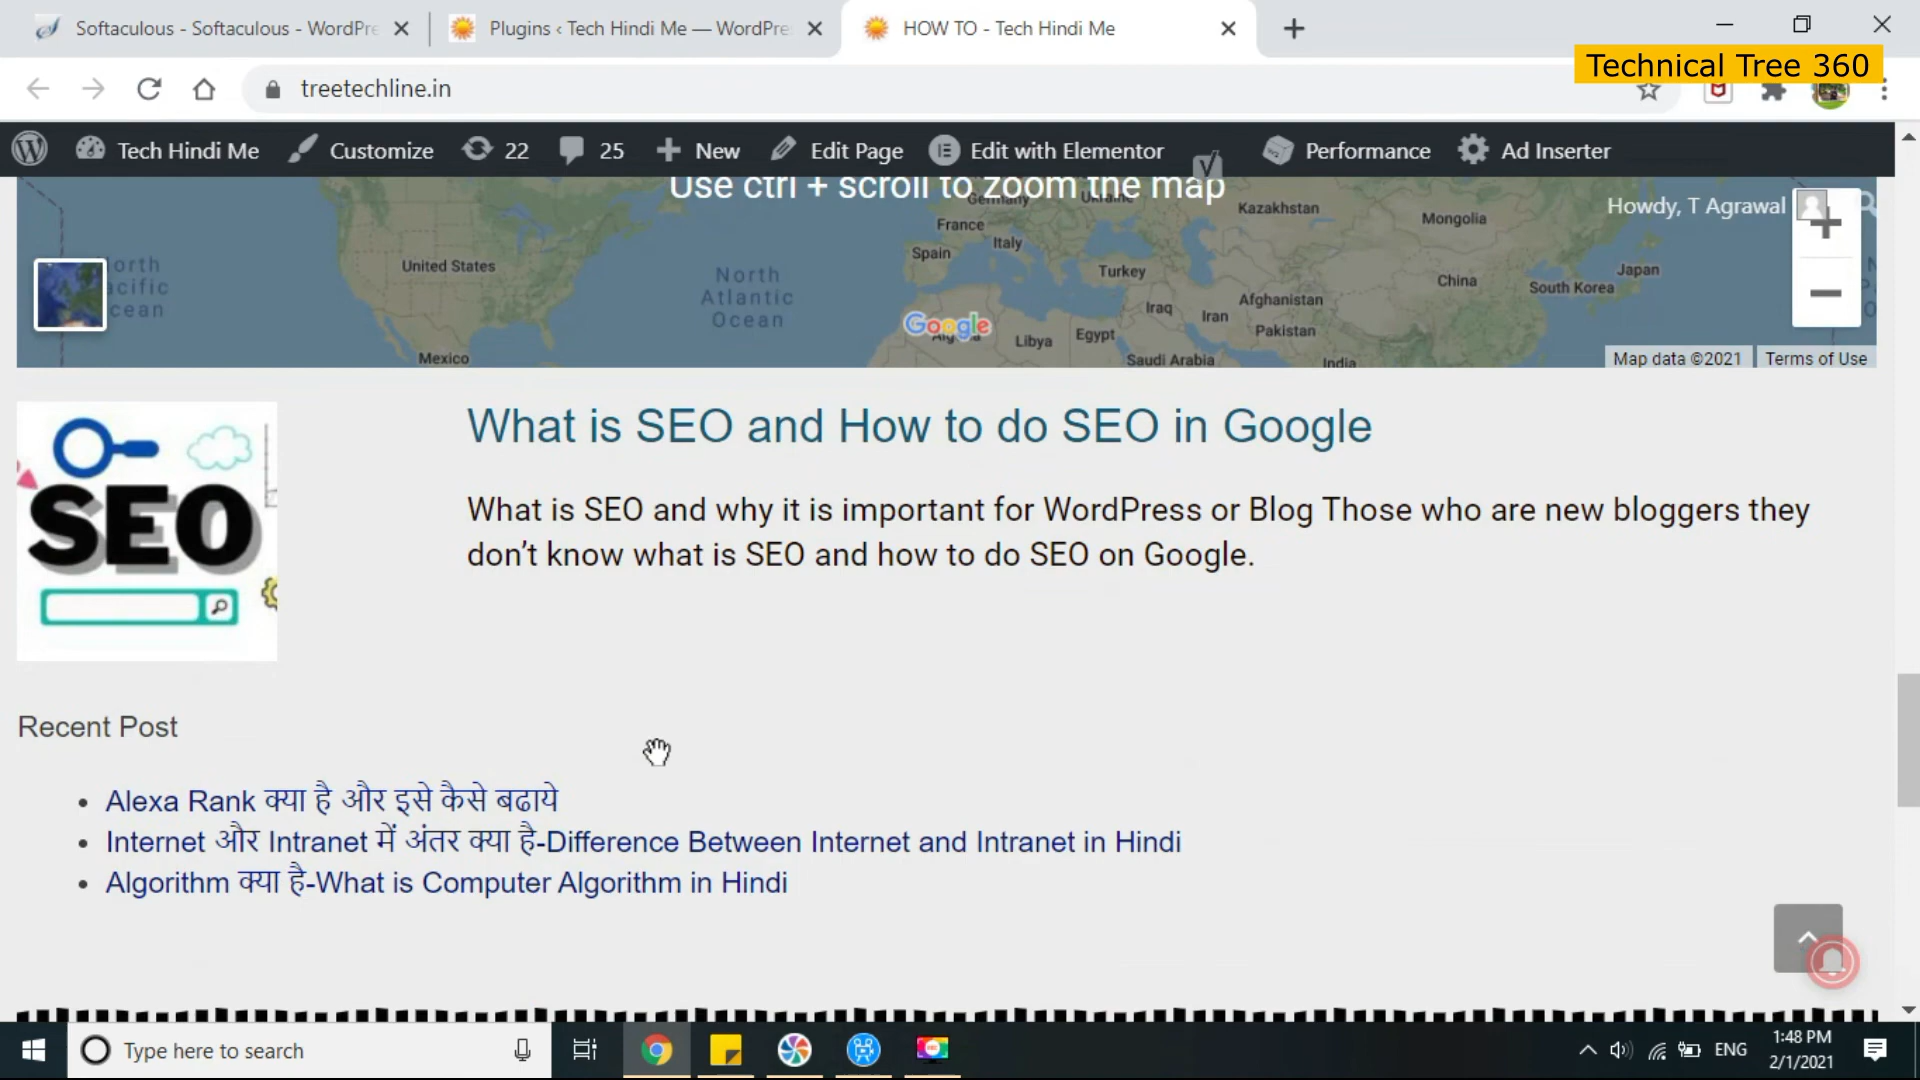 Softaculous - Softaculous - WordPre
Plugins ‹ Tech Hindi Me — WordPre
HOW TO - Tech Hindi Me
Technical Tree 360
treetechline.in
Tech Hindi Me
Customize
22
25
New
Edit Page
Edit with Elementor
Performance
Ad Inserter
Use ctrl + scroll to zoom the map
Howdy, T Agrawal
Germany
Ukraine
Kazakhstan
Mongolia
France
Italy
Spain
United States
North
Atlantic
Ocean
Turkey
China
Japan
South Korea
Afghanistan
Iraq
Iran
Pakistan
Google
Libya
Egypt
Mexico
Saudi Arabia
India
Map data ©2021
Terms of Use
SEO
What is SEO and How to do SEO in Google
What is SEO and why it is important for WordPress or Blog Those who are new bloggers they
don’t know what is SEO and how to do SEO on Google.
Recent Post
Alexa Rank क्या है और इसे कैसे बढाये
Internet और Intranet में अंतर क्या है-Difference Between Internet and Intranet in Hindi
Algorithm क्या है-What is Computer Algorithm in Hindi
Type here to search
ENG
1:48 PM
2/1/2021